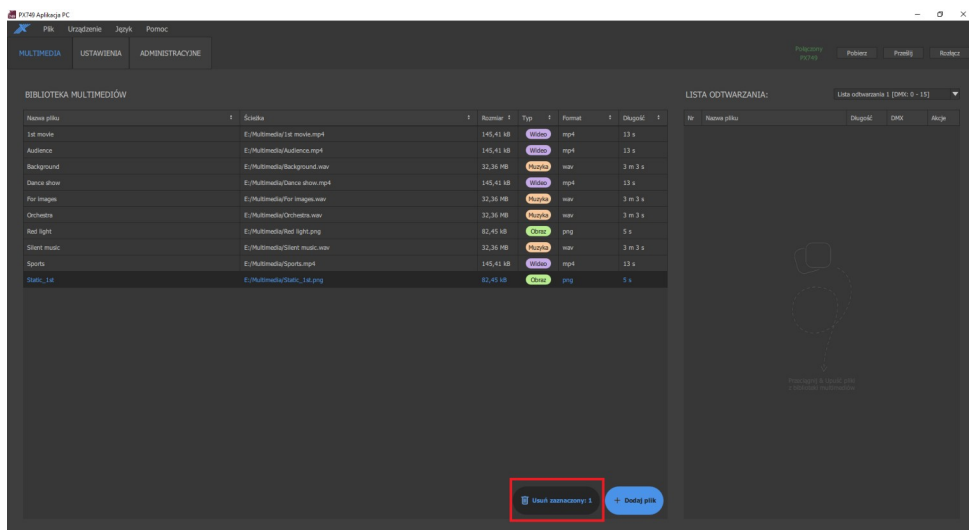 PX749 Aplikacja PC
Plik Urządzenie Język Pomoc
MULTIMEDIA USTAWIENIA ADMINISTRACYJNE
Połączony
PX749
Pobierz Prześlij Rozłącz
BIBLIOTEKA MULTIMEDIÓW
LISTA ODTWARZANIA: Lista odtwarzania 1 [DMX: 0 - 15]
Nazwa pliku Ścieżka Rozmiar Typ Format Długość
Nr Nazwa pliku Długość DMX Akcje
1st movie E:/Multimedia/1st movie.mp4 145,41 kB Wideo mp4 13 s
Audience E:/Multimedia/Audience.mp4 145,41 kB Wideo mp4 13 s
Background E:/Multimedia/Background.wav 32,36 MB Muzyka wav 3 m 3 s
Dance show E:/Multimedia/Dance show.mp4 145,41 kB Wideo mp4 13 s
For images E:/Multimedia/For images.wav 32,36 MB Muzyka wav 3 m 3 s
Orchestra E:/Multimedia/Orchestra.wav 32,36 MB Muzyka wav 3 m 3 s
Red light E:/Multimedia/Red light.png 82,45 kB Obraz png 5 s
Silent music E:/Multimedia/Silent music.wav 32,36 MB Muzyka wav 3 m 3 s
Sports E:/Multimedia/Sports.mp4 145,41 kB Wideo mp4 13 s
Static_1st E:/Multimedia/Static_1st.png 82,45 kB Obraz png 5 s
Przeciągnij & upuść plik
z biblioteki multimediów
Usuń zaznaczony: 1 + Dodaj plik